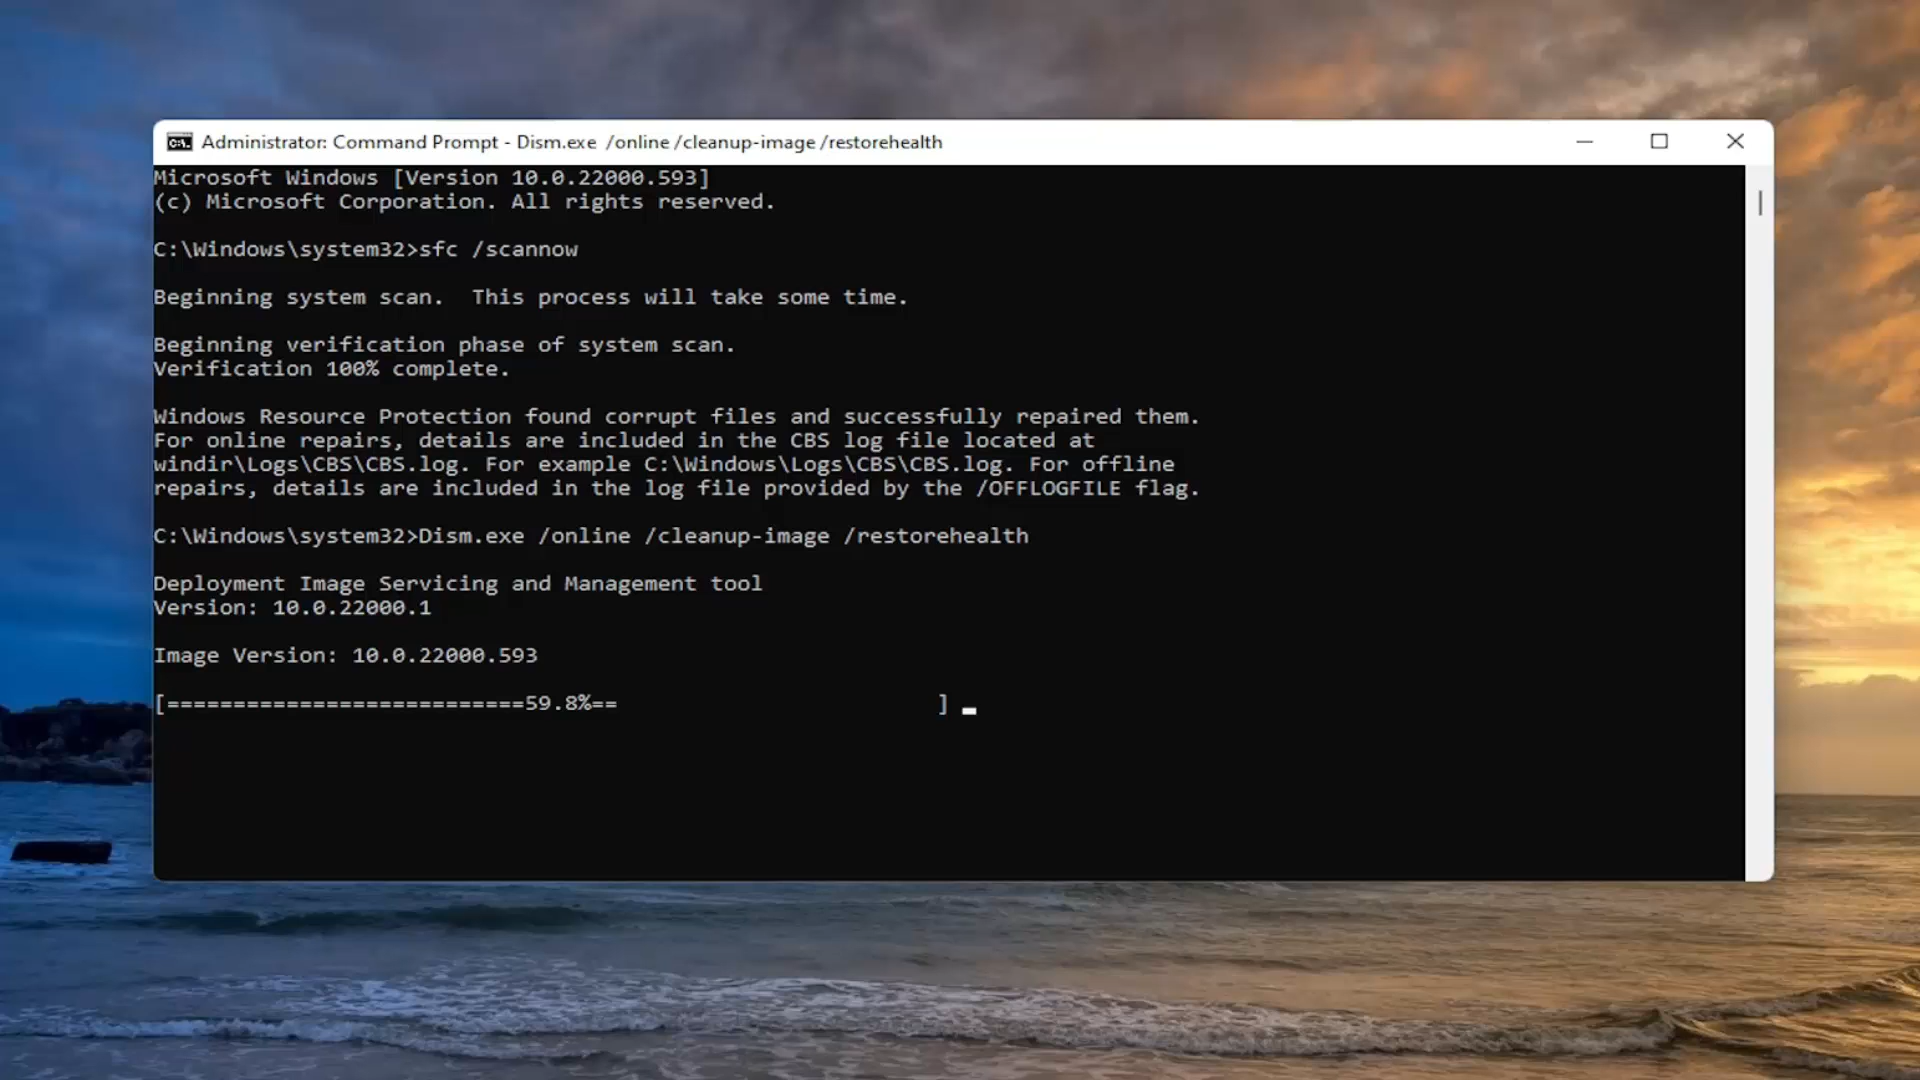 Administrator: Command Prompt - Dism.exe /online /cleanup-image /restorehealth
Microsoft Windows [Version 10.0.22000.593]
(c) Microsoft Corporation. All rights reserved.
C:\Windows\system32>sfc /scannow
Beginning system scan.  This process will take some time.
Beginning verification phase of system scan.
Verification 100% complete.
Windows Resource Protection found corrupt files and successfully repaired them.
For online repairs, details are included in the CBS log file located at
windir\Logs\CBS\CBS.log. For example C:\Windows\Logs\CBS\CBS.log. For offline
repairs, details are included in the log file provided by the /OFFLOGFILE flag.
C:\Windows\system32>Dism.exe /online /cleanup-image /restorehealth
Deployment Image Servicing and Management tool
Version: 10.0.22000.1
Image Version: 10.0.22000.593
[===========================59.8%==                        ]